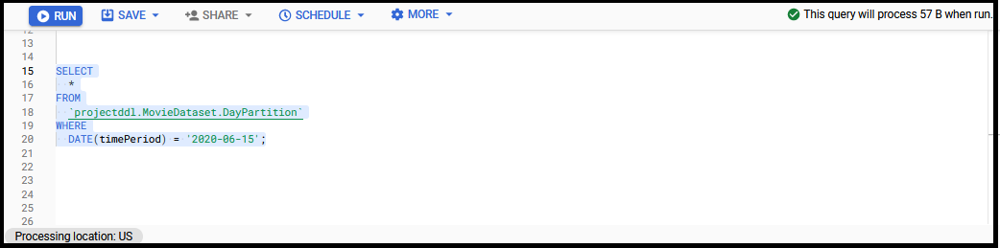 RUN SAVE SHARE SCHEDULE MORE This query will process 57 B when run.
12
13
14
15 SELECT
16 *
17 FROM
18 `projectddl.MovieDataset.DayPartition`
19 WHERE
20 DATE(timePeriod) = '2020-06-15';
21
22
23
24
25
26
Processing location: US